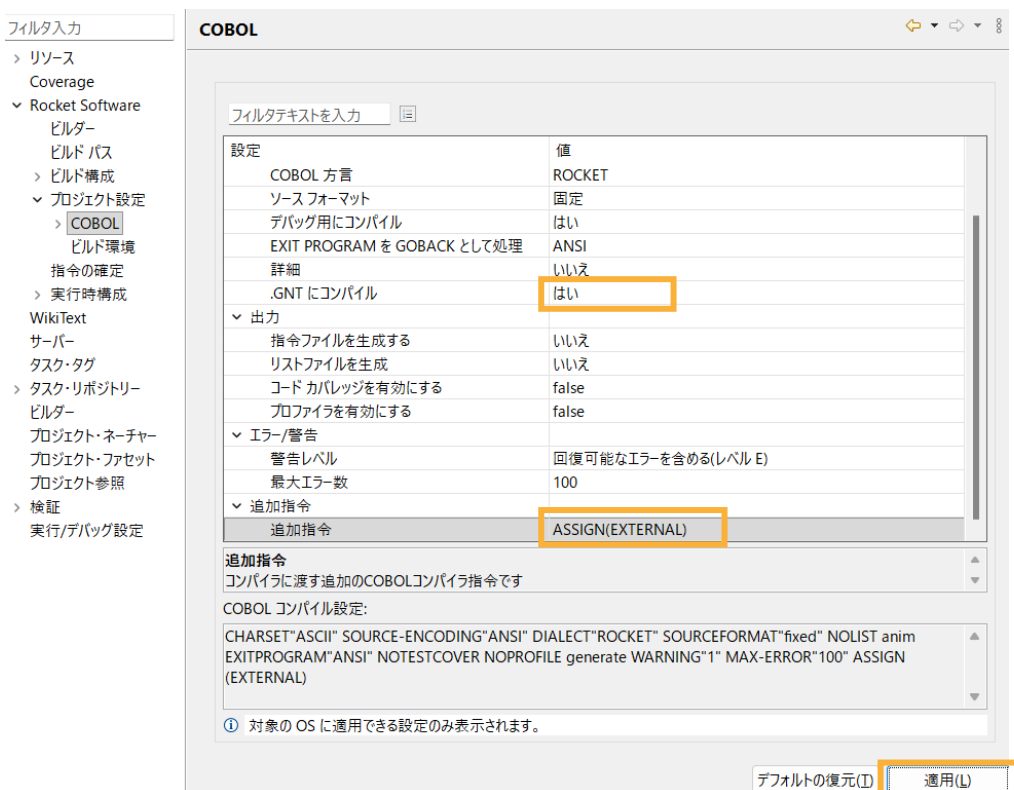 フィルタ入力
リソース
Coverage
Rocket Software
ビルダー
ビルド パス
ビルド構成
プロジェクト設定
COBOL
ビルド環境
指令の確定
実行時構成
WikiText
サーバー
タスク・タグ
タスク・リポジトリー
ビルダー
プロジェクト・ネーチャー
プロジェクト・ファセット
プロジェクト参照
検証
実行/デバッグ設定
COBOL
フィルタテキストを入力
設定 値
COBOL 方言 ROCKET
ソース フォーマット 固定
デバッグ用にコンパイル はい
EXIT PROGRAM を GOBACK として処理 ANSI
詳細 いいえ
.GNT にコンパイル はい
出力
指令ファイルを生成する いいえ
リストファイルを生成 いいえ
コード カバレッジを有効にする false
プロファイラを有効にする false
エラー/警告
警告レベル 回復可能なエラーを含める(レベル E)
最大エラー数 100
追加指令
追加指令 ASSIGN(EXTERNAL)
追加指令
コンパイラに渡す追加のCOBOLコンパイラ指令です
COBOL コンパイル設定:
CHARSET"ASCII" SOURCE-ENCODING"ANSI" DIALECT"ROCKET" SOURCEFORMAT"fixed" NOLIST anim
EXITPROGRAM"ANSI" NOTESTCOVER NOPROFILE generate WARNING"1" MAX-ERROR"100" ASSIGN
(EXTERNAL)
対象の OS に適用できる設定のみ表示されます。
デフォルトの復元(T) 適用(L)